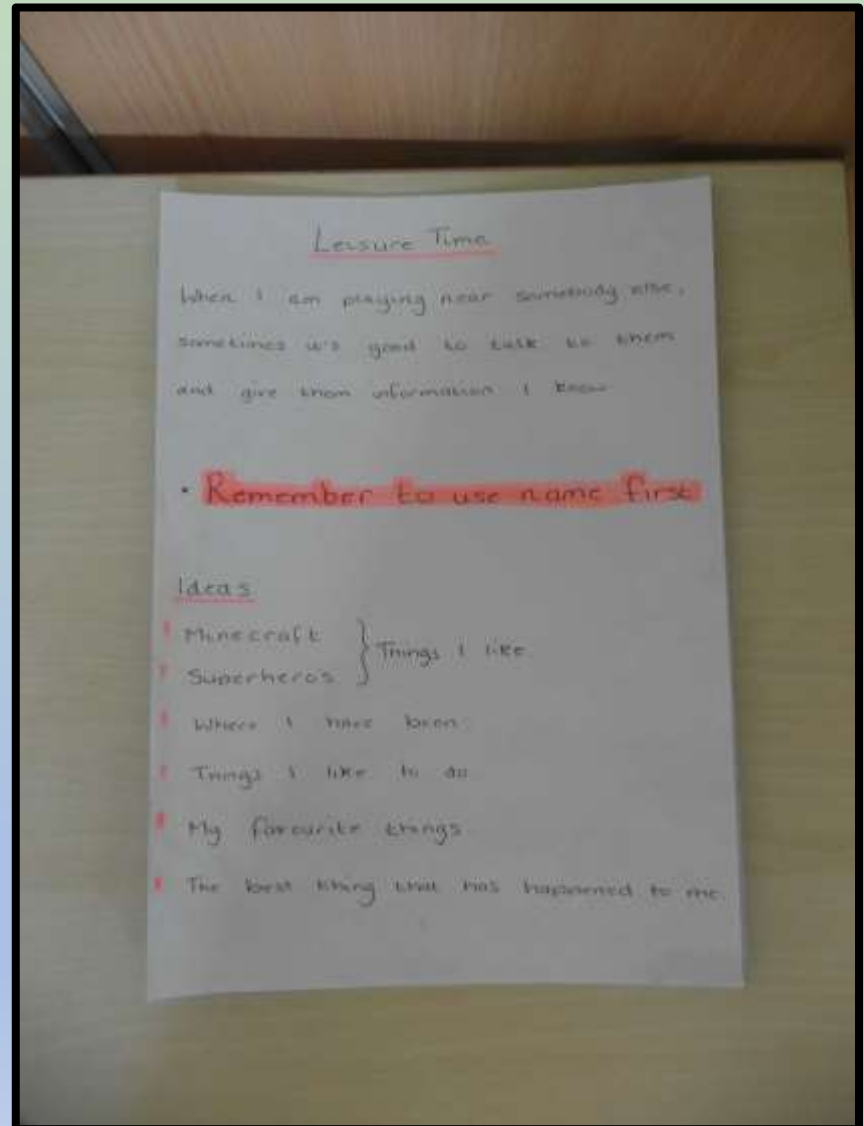 Leisure Time
When I am playing near somebody else,
sometimes it's good to talk to them
and give them information I know
• Remember to use name first
Ideas
Minecraft } Things I like
Superheros
Where I have been
Things I like to do
My favourite things
The best thing that has happened to me.